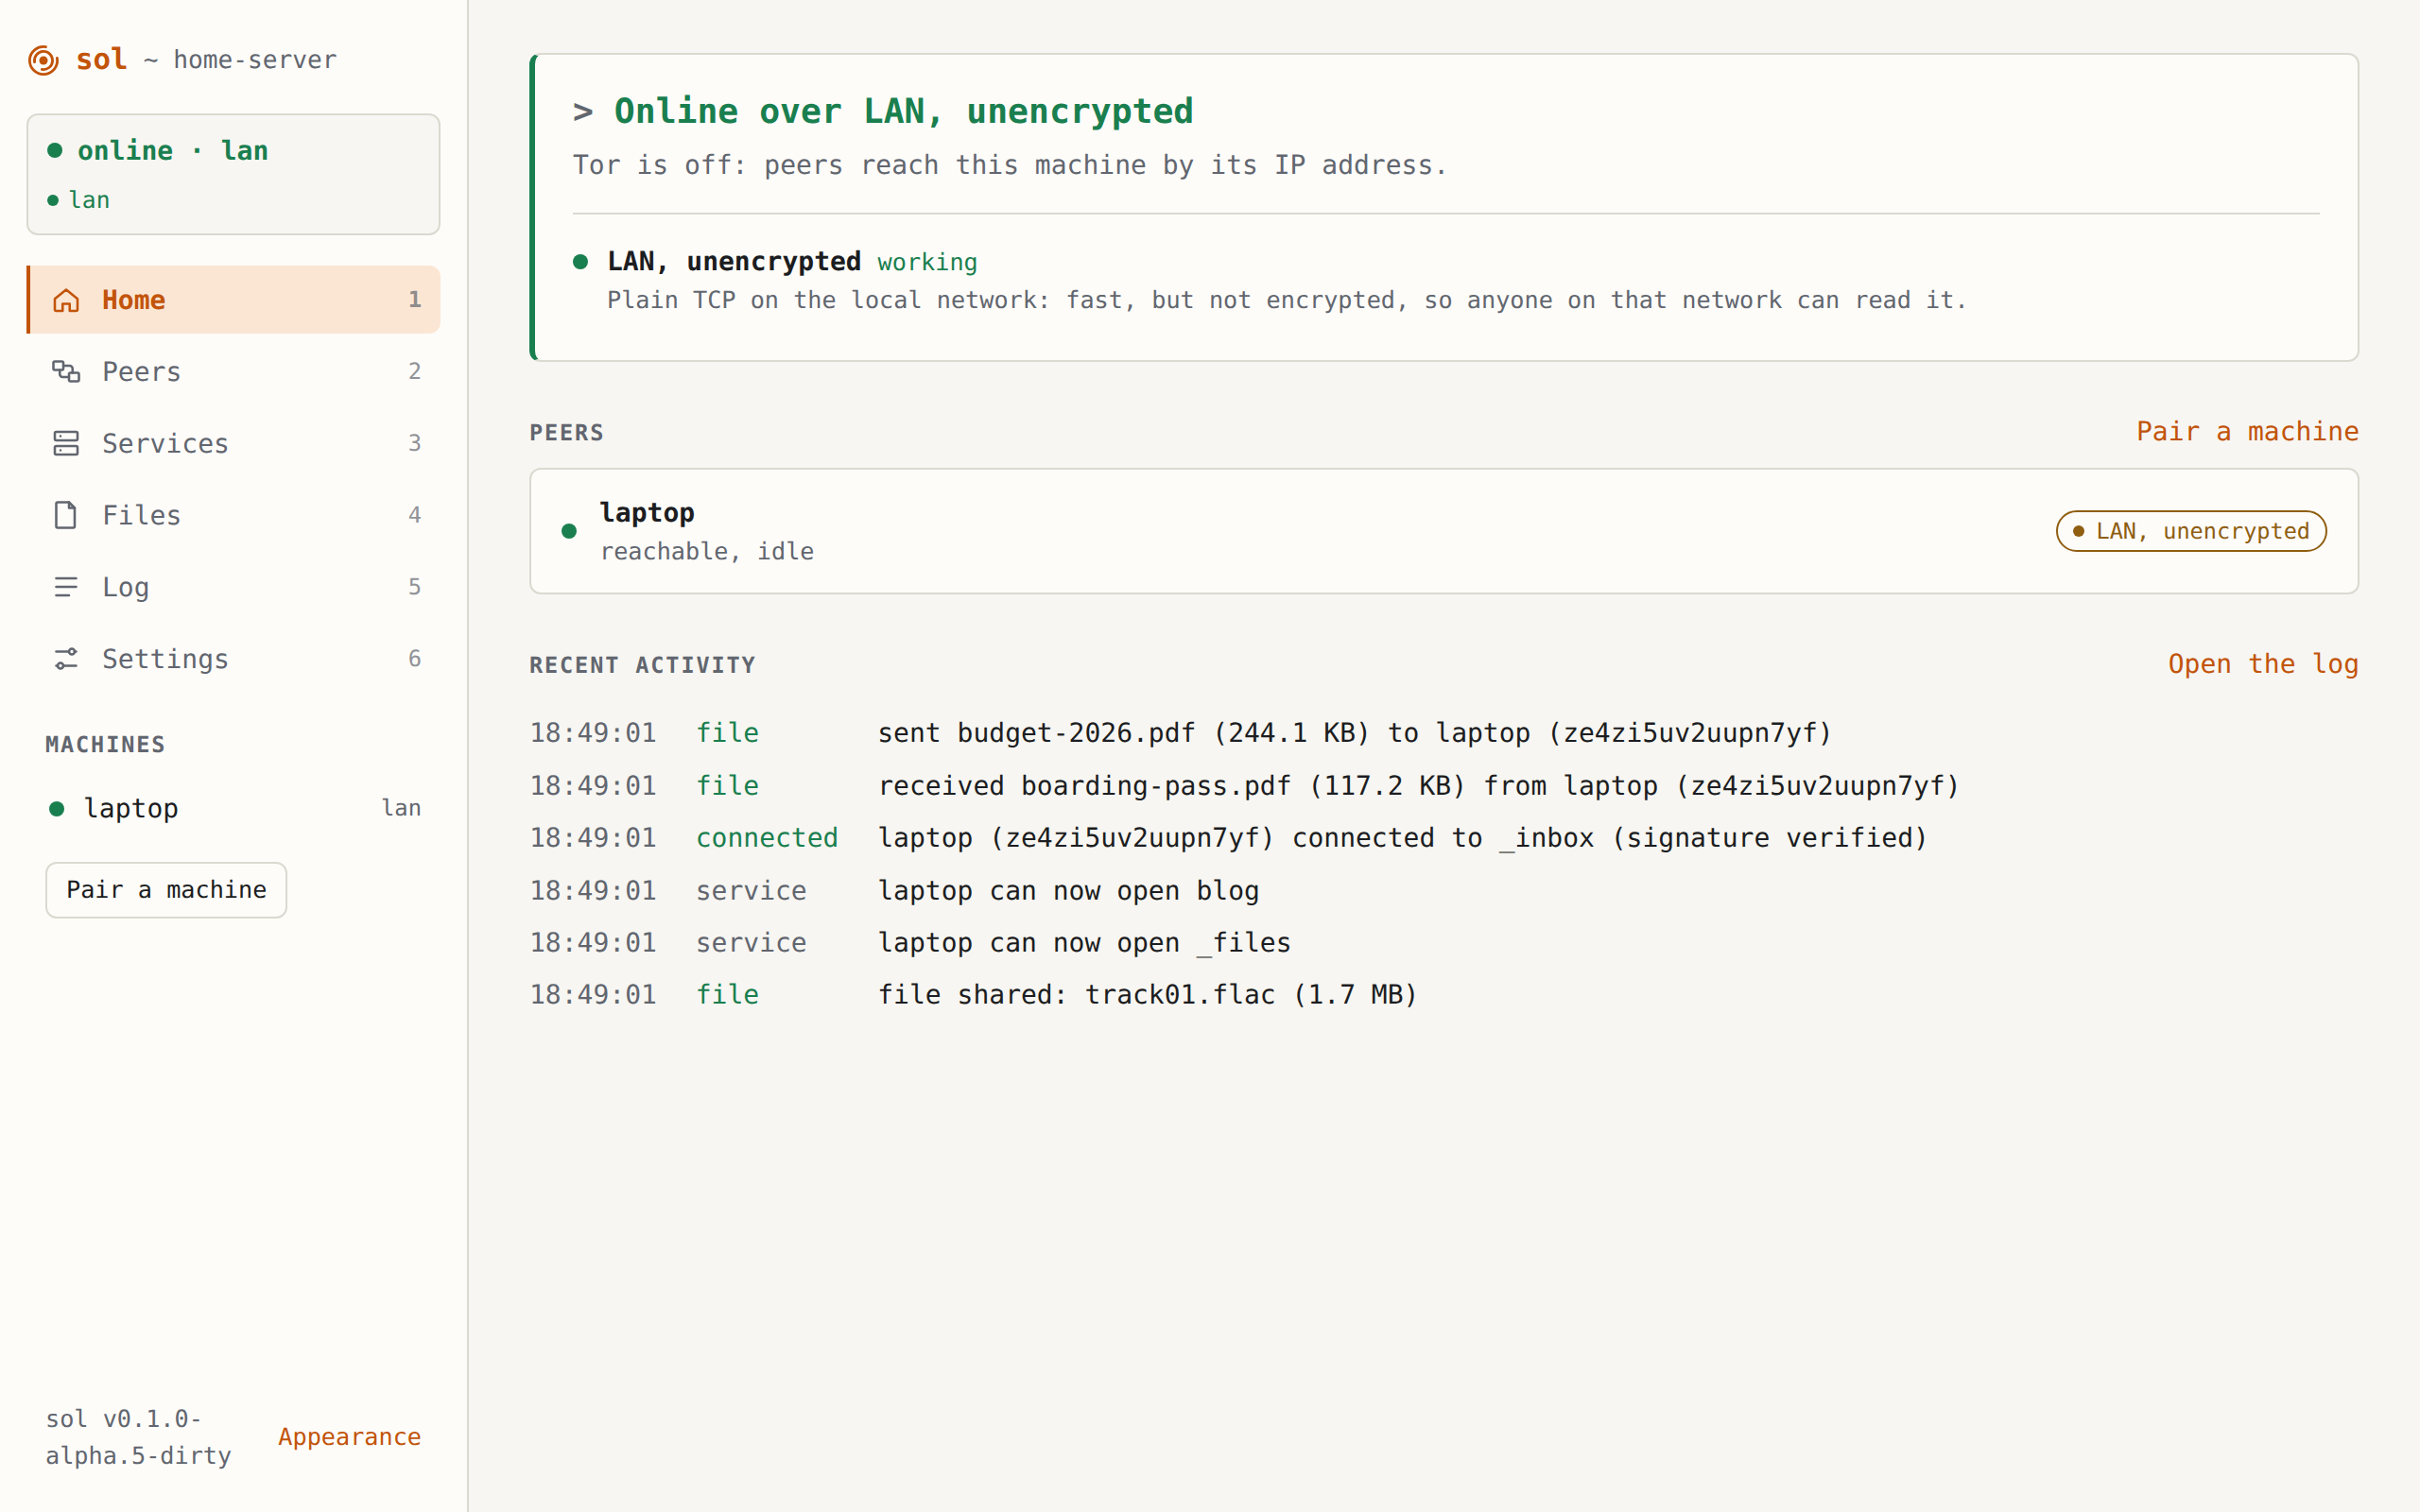 sol ~ home-server
online · lan
lan
Home 1
Peers 2
Services 3
Files 4
Log 5
Settings 6
MACHINES
laptop lan
Pair a machine
sol v0.1.0-
alpha.5-dirty
Appearance
> Online over LAN, unencrypted
Tor is off: peers reach this machine by its IP address.
LAN, unencrypted working
Plain TCP on the local network: fast, but not encrypted, so anyone on that network can read it.
PEERS Pair a machine
laptop
reachable, idle
LAN, unencrypted
RECENT ACTIVITY Open the log
18:49:01 file sent budget-2026.pdf (244.1 KB) to laptop (ze4zi5uv2uupn7yf)
18:49:01 file received boarding-pass.pdf (117.2 KB) from laptop (ze4zi5uv2uupn7yf)
18:49:01 connected laptop (ze4zi5uv2uupn7yf) connected to _inbox (signature verified)
18:49:01 service laptop can now open blog
18:49:01 service laptop can now open _files
18:49:01 file file shared: track01.flac (1.7 MB)